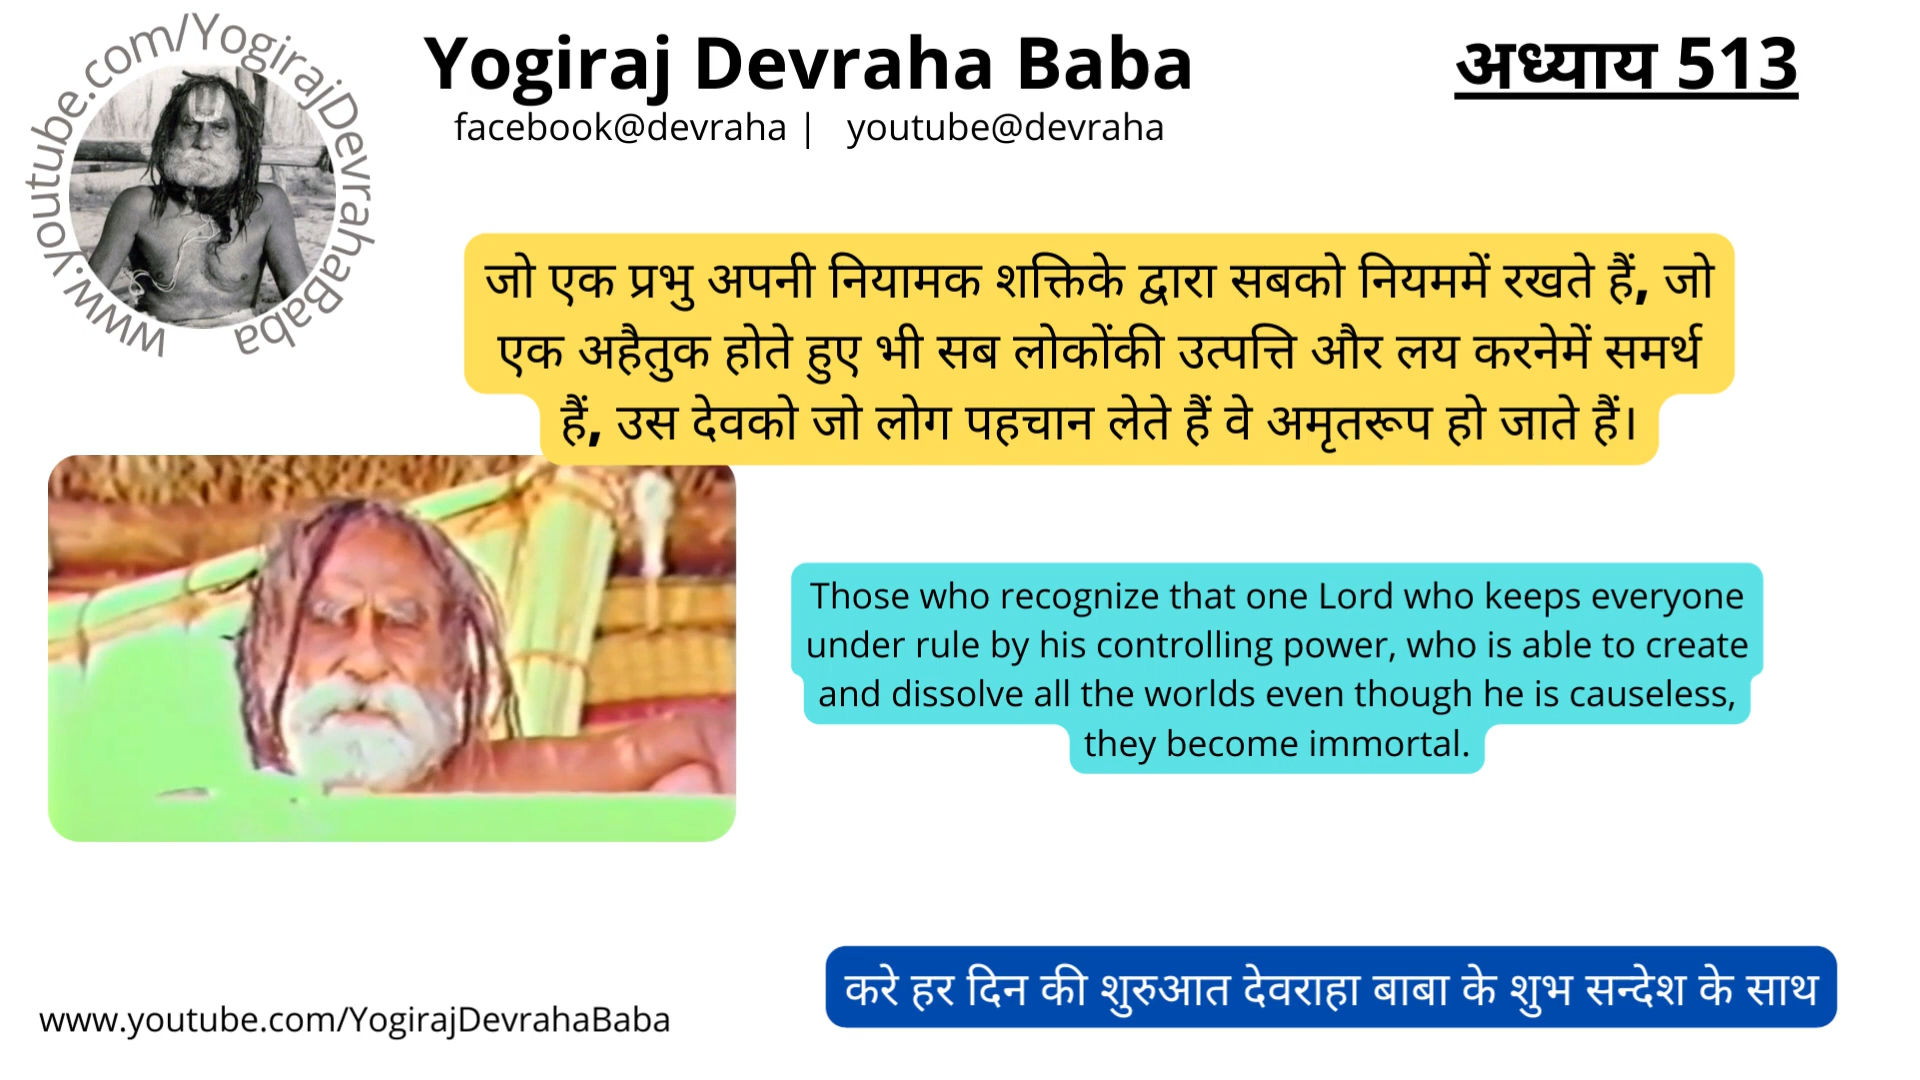 www.youtube.com/YogirajDevrahaBaba
Yogiraj Devraha Baba
अध्याय 513
facebook@devraha | youtube@devraha
जो एक प्रभु अपनी नियामक शक्तिके द्वारा सबको नियममें रखते हैं, जो
एक अहैतुक होते हुए भी सब लोकोंकी उत्पत्ति और लय करनेमें समर्थ
हैं, उस देवको जो लोग पहचान लेते हैं वे अमृतरूप हो जाते हैं।
Those who recognize that one Lord who keeps everyone
under rule by his controlling power, who is able to create
and dissolve all the worlds even though he is causeless,
they become immortal.
करे हर दिन की शुरुआत देवराहा बाबा के शुभ सन्देश के साथ
www.youtube.com/YogirajDevrahaBaba